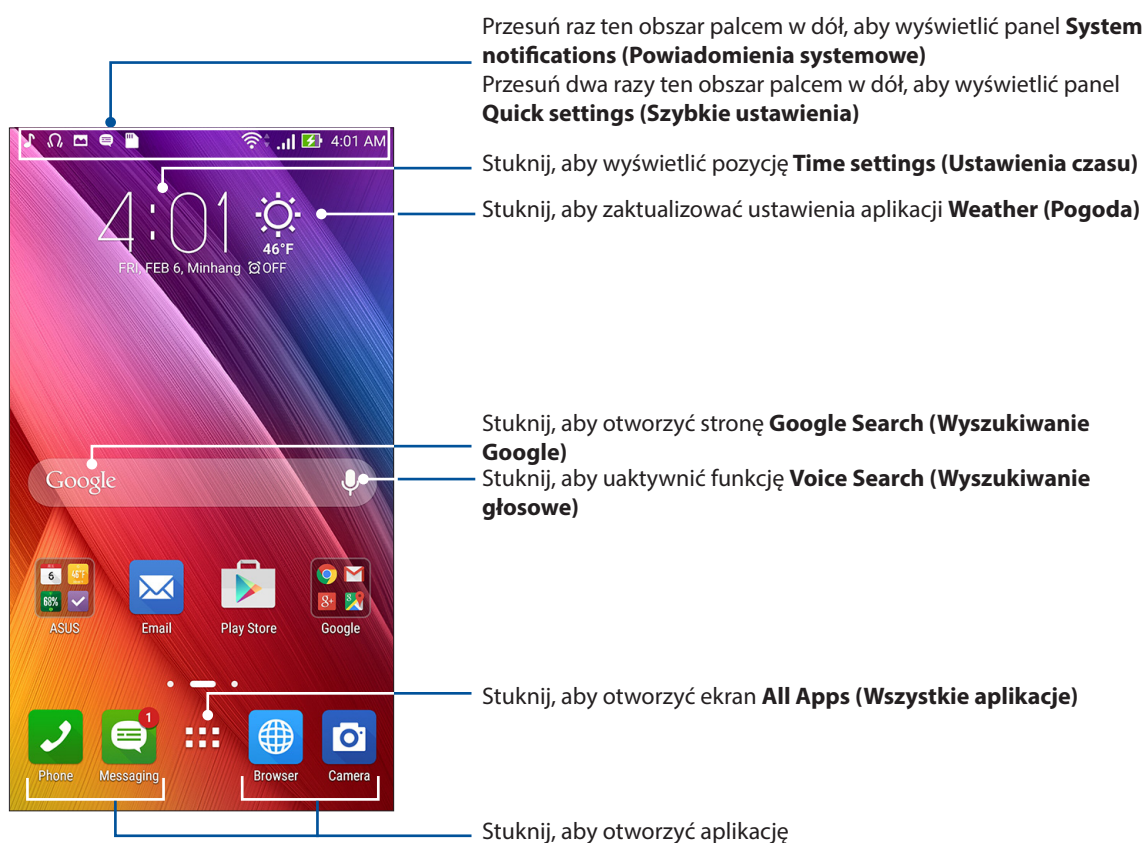 Przesuń raz ten obszar palcem w dół, aby wyświetlić panel System
notifications (Powiadomienia systemowe)
Przesuń dwa razy ten obszar palcem w dół, aby wyświetlić panel
Quick settings (Szybkie ustawienia)
4:01 AM
Stuknij, aby wyświetlić pozycję Time settings (Ustawienia czasu)
4:01
Stuknij, aby zaktualizować ustawienia aplikacji Weather (Pogoda)
46°F
FRI, FEB 6, Minhang OFF
Stuknij, aby otworzyć stronę Google Search (Wyszukiwanie
Google)
Google
Stuknij, aby uaktywnić funkcję Voice Search (Wyszukiwanie
głosowe)
6
46°F
68%
8+
ASUS
Email
Play Store
Google
Stuknij, aby otworzyć ekran All Apps (Wszystkie aplikacje)
1
Phone
Messaging
Browser
Camera
Stuknij, aby otworzyć aplikację